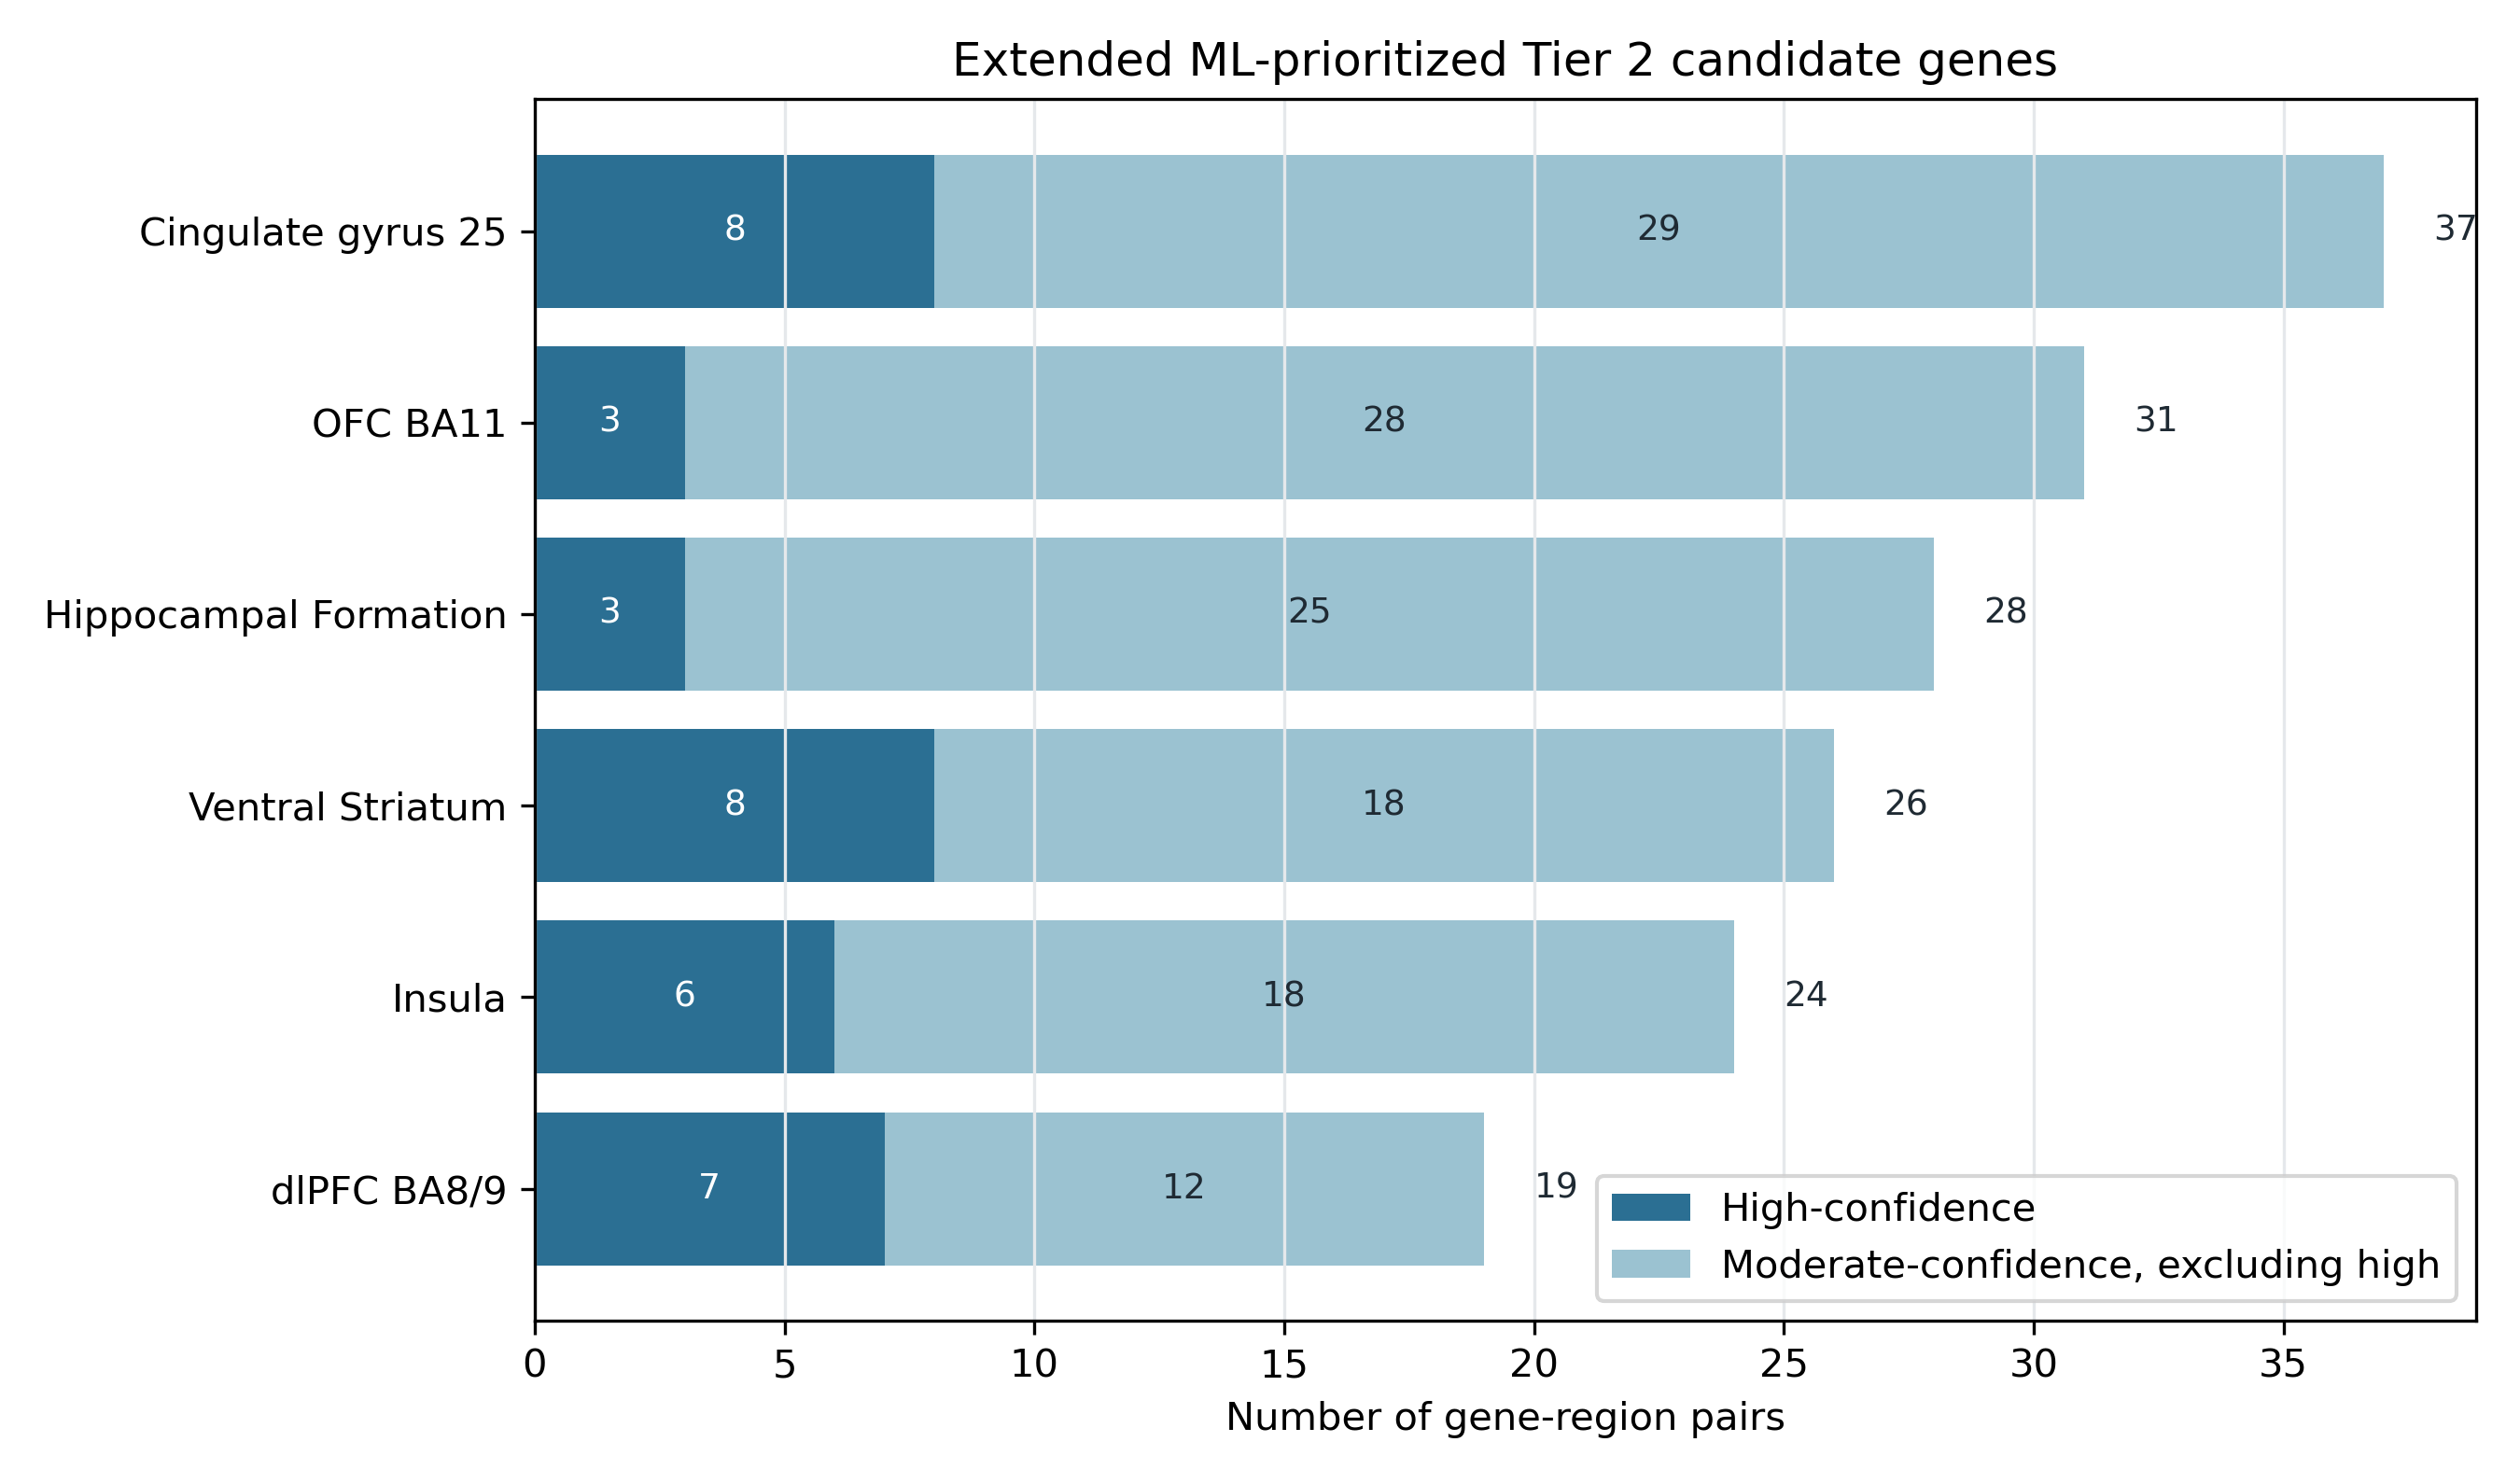 Extended ML-prioritized Tier 2 candidate genes
Cingulate gyrus 25 8 29 37
OFC BA11 3 28 31
Hippocampal Formation 3 25 28
Ventral Striatum 8 18 26
Insula 6 18 24
dlPFC BA8/9 7 12 19
High-confidence
Moderate-confidence, excluding high
0 5 10 15 20 25 30 35
Number of gene-region pairs